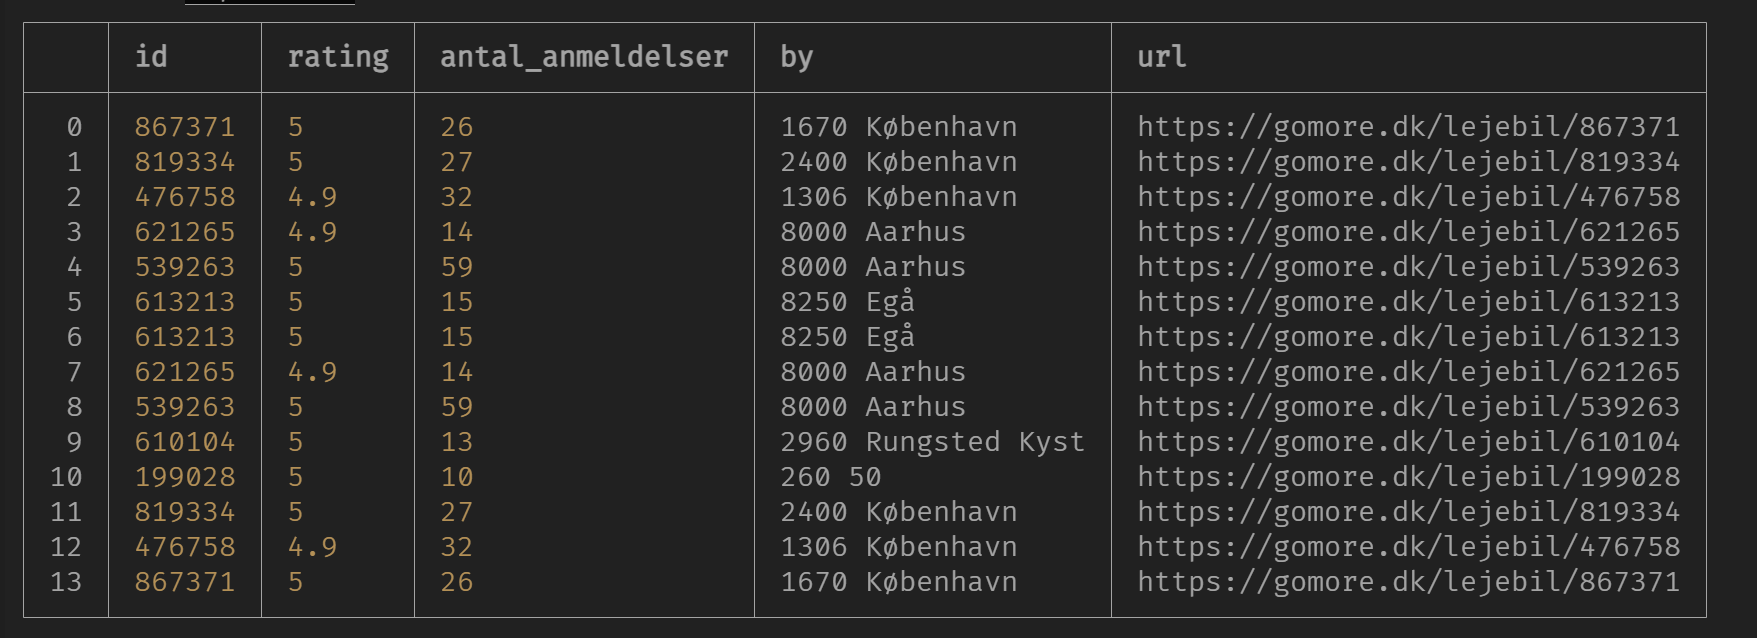 id rating antal_anmeldelser by url
0 867371 5 26 1670 København https://gomore.dk/lejebil/867371
1 819334 5 27 2400 København https://gomore.dk/lejebil/819334
2 476758 4.9 32 1306 København https://gomore.dk/lejebil/476758
3 621265 4.9 14 8000 Aarhus https://gomore.dk/lejebil/621265
4 539263 5 59 8000 Aarhus https://gomore.dk/lejebil/539263
5 613213 5 15 8250 Egå https://gomore.dk/lejebil/613213
6 613213 5 15 8250 Egå https://gomore.dk/lejebil/613213
7 621265 4.9 14 8000 Aarhus https://gomore.dk/lejebil/621265
8 539263 5 59 8000 Aarhus https://gomore.dk/lejebil/539263
9 610104 5 13 2960 Rungsted Kyst https://gomore.dk/lejebil/610104
10 199028 5 10 260 50 https://gomore.dk/lejebil/199028
11 819334 5 27 2400 København https://gomore.dk/lejebil/819334
12 476758 4.9 32 1306 København https://gomore.dk/lejebil/476758
13 867371 5 26 1670 København https://gomore.dk/lejebil/867371